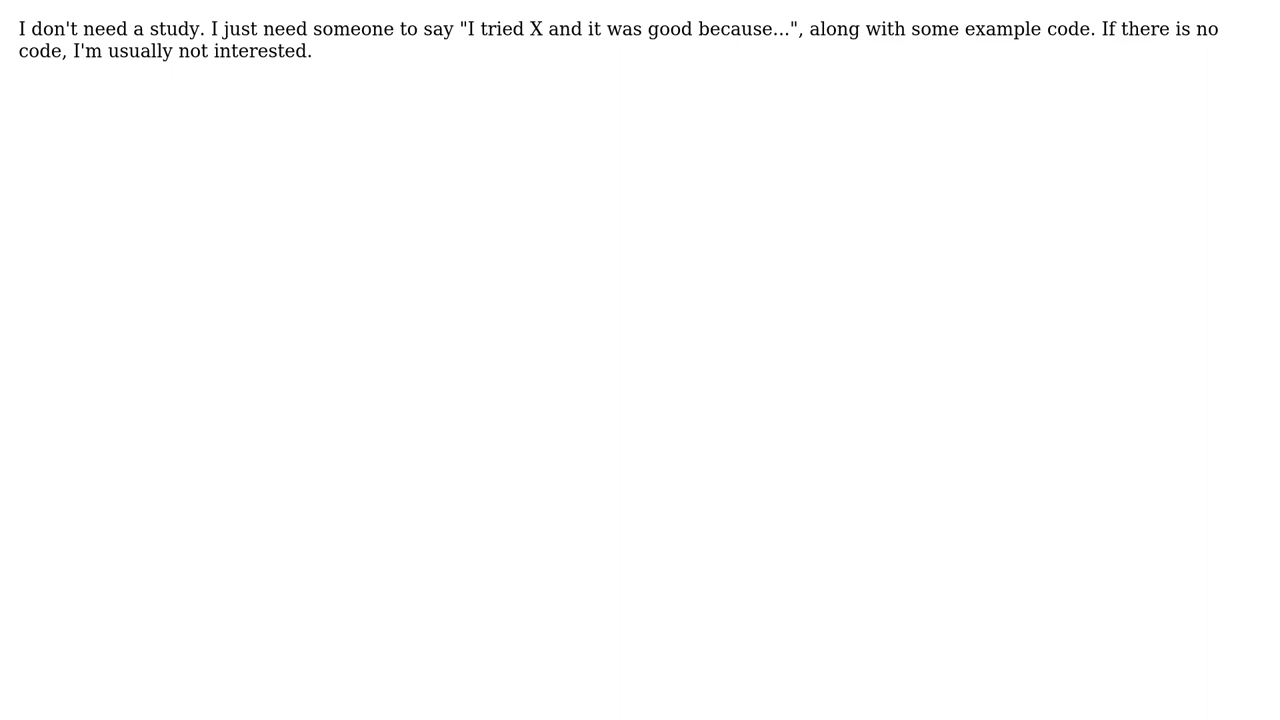 I don't need a study. I just need someone to say "I tried X and it was good because...", along with some example code. If there is no
code, I'm usually not interested.